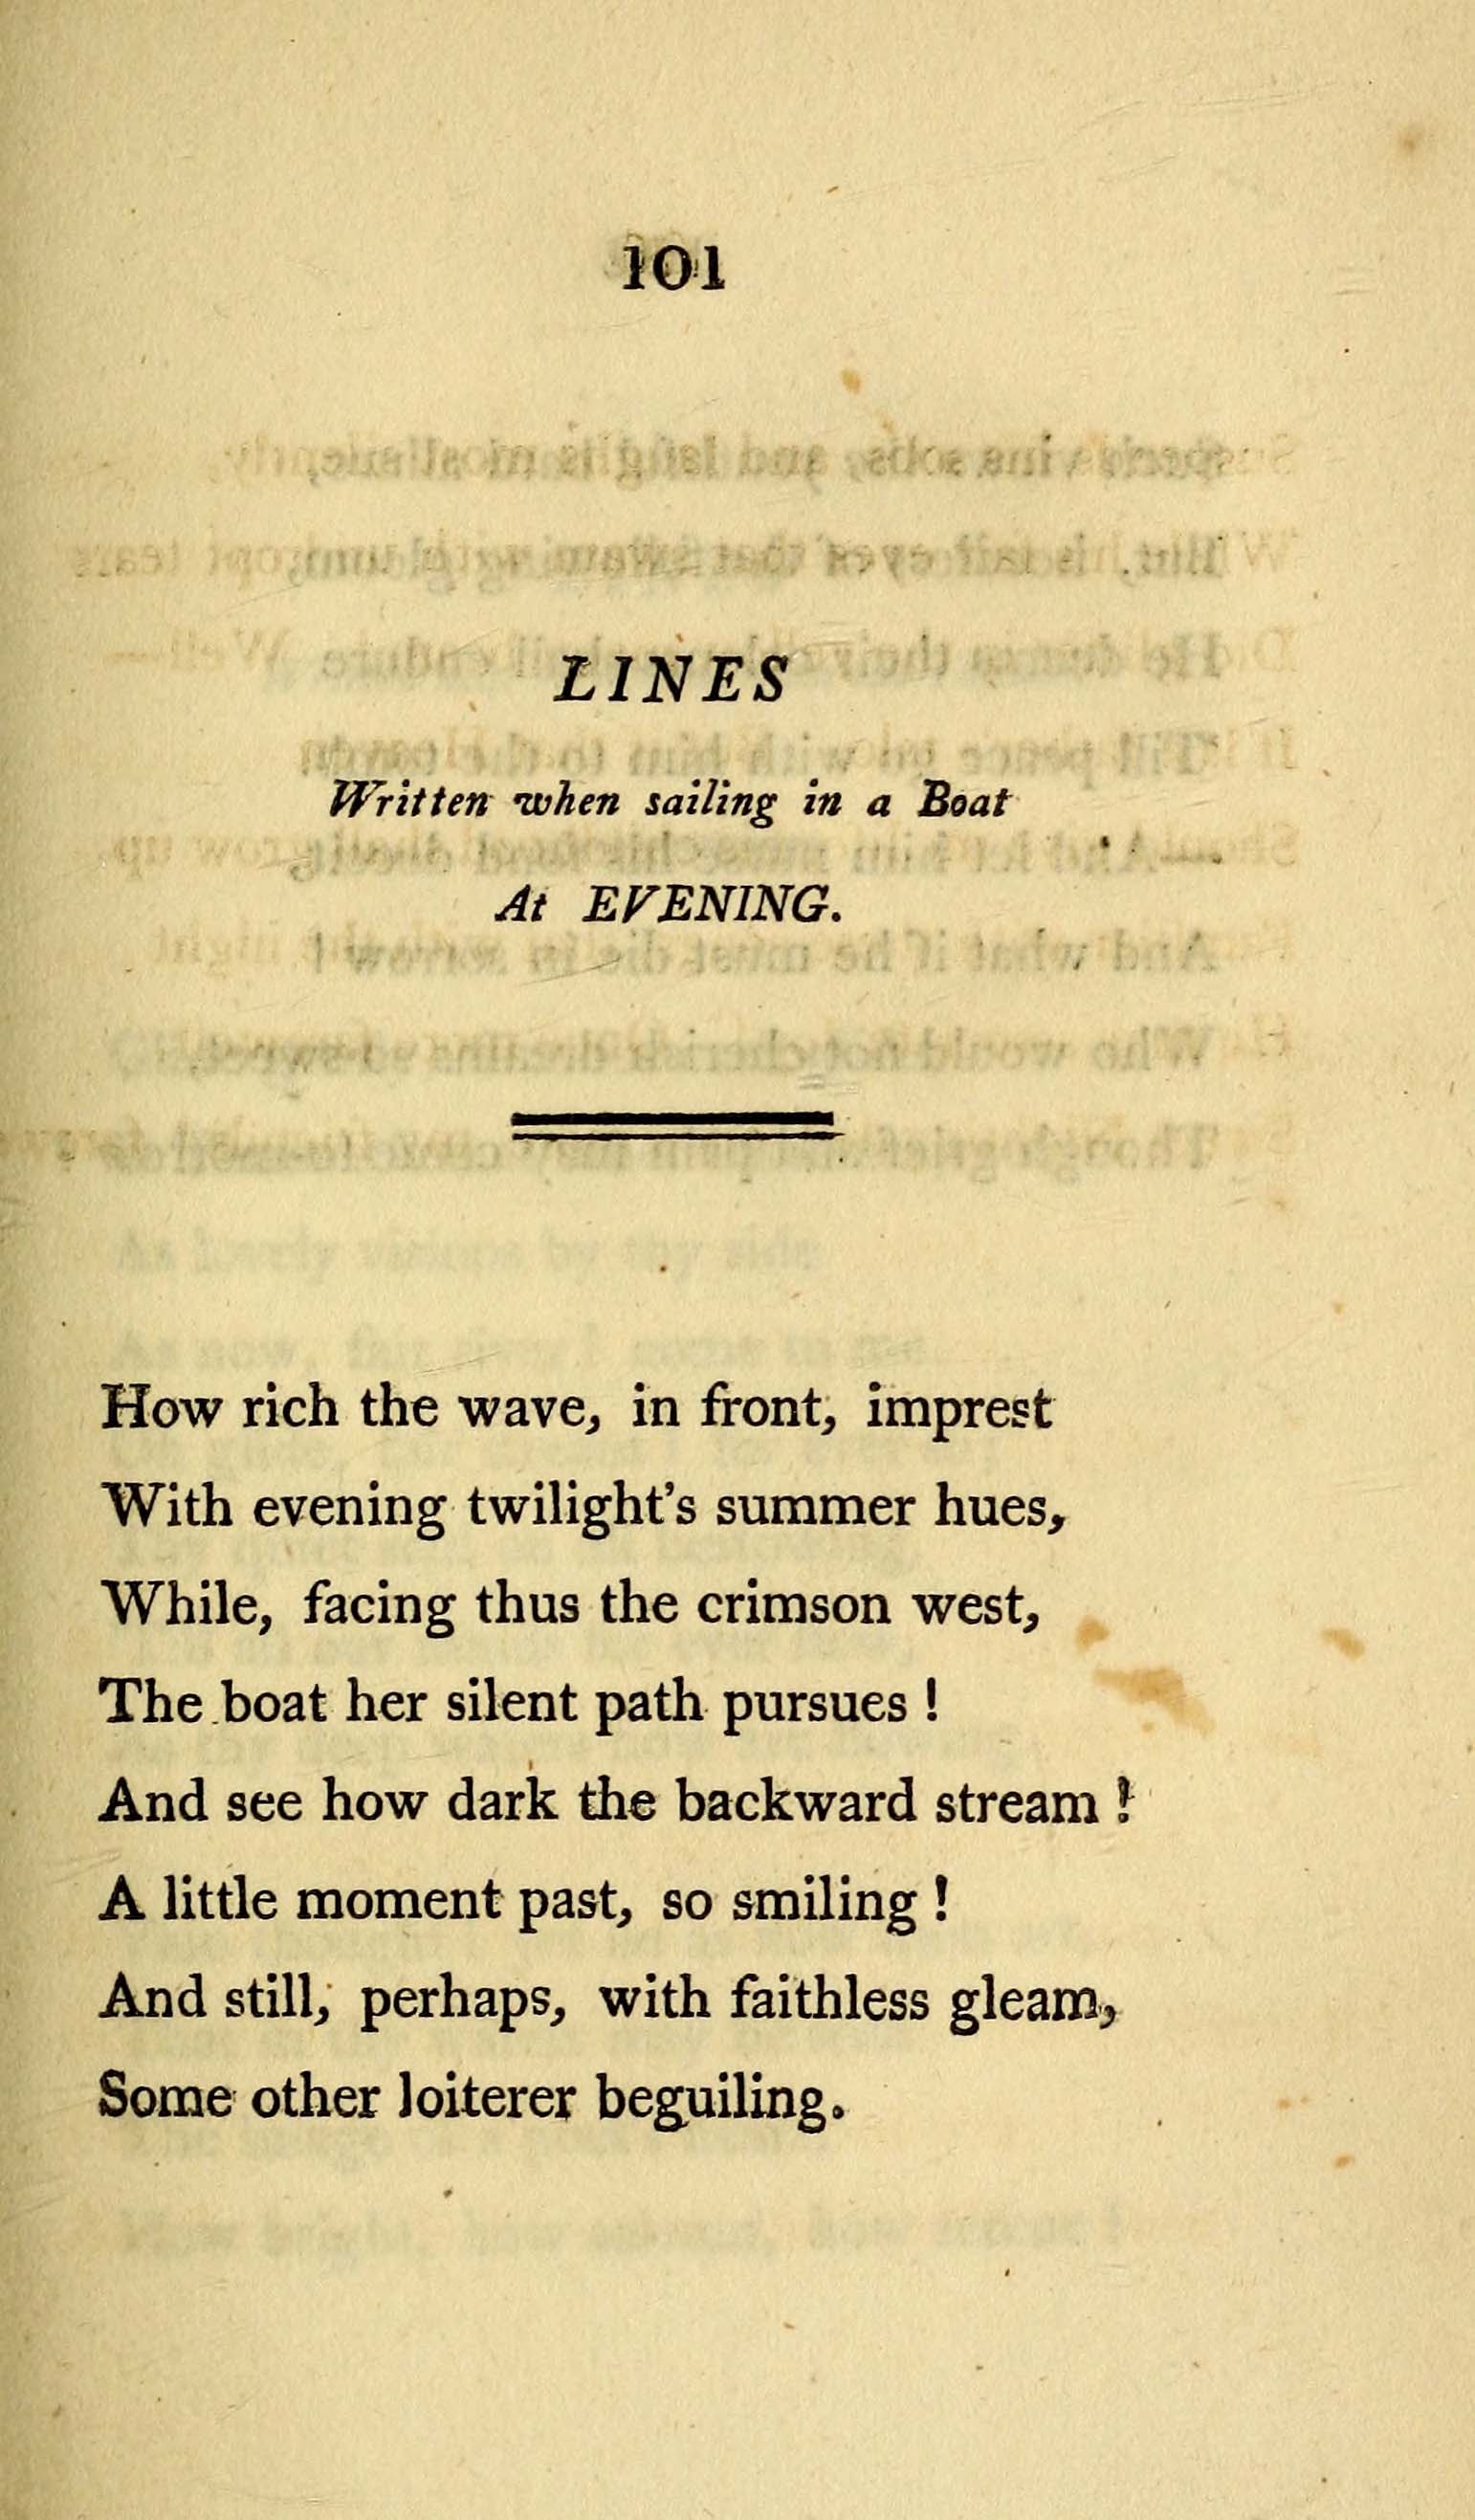 101
LINES
Written when sailing in a Boat
At EVENING.
How rich the wave, in front, imprest
With evening twilight's summer hues,
While, facing thus the crimson west,
The boat her silent path pursues !
And see how dark the backward stream !
A little moment past, so smiling !
And still, perhaps, with faithless gleam,
Some other loiterer beguiling.